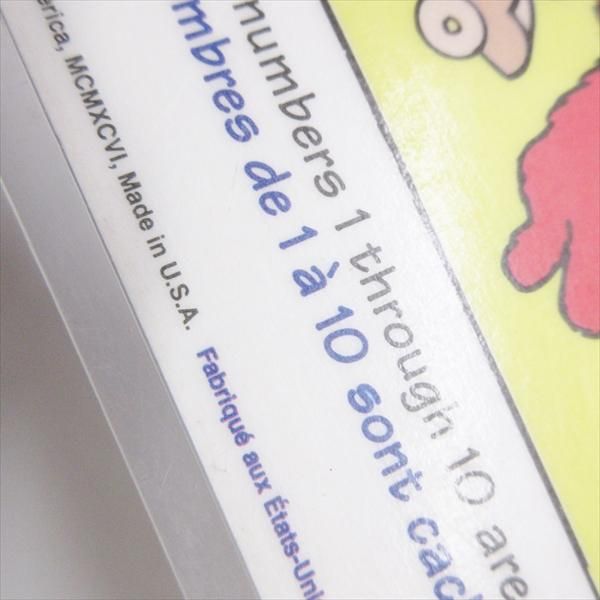 numbers 1 through 10 are
mbres de 1 à 10 sont cac
erica, MCMXCVI, Made in U.S.A.
Fabriqué aux États-Uni